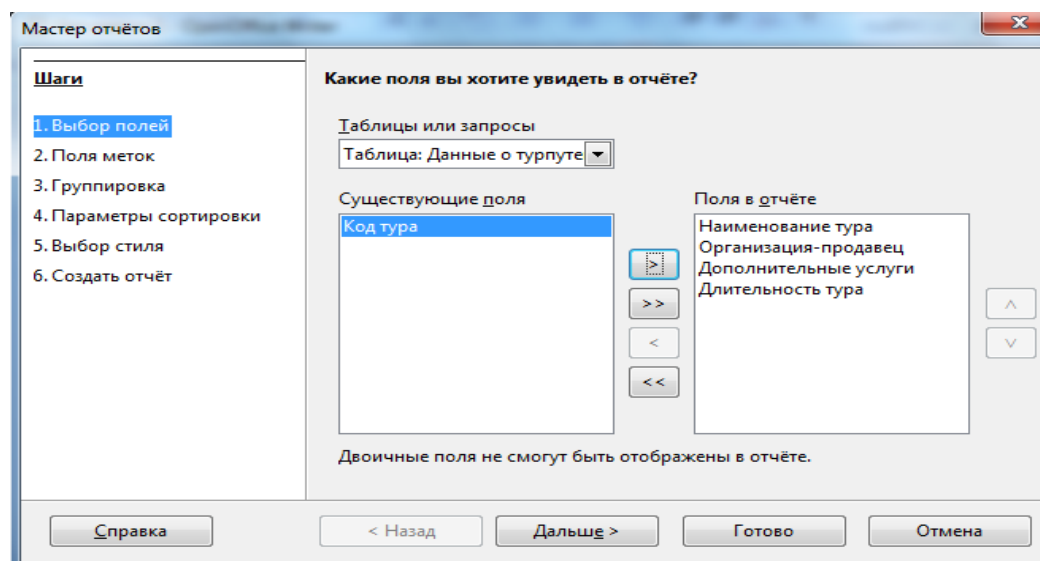 Мастер отчётов
Шаги
1. Выбор полей
2. Поля меток
3. Группировка
4. Параметры сортировки
5. Выбор стиля
6. Создать отчёт
Какие поля вы хотите увидеть в отчёте?
Таблицы или запросы
Таблица: Данные о турпуте
Существующие поля
Код тура
>
>>
<
<<
Поля в отчёте
Наименование тура
Организация-продавец
Дополнительные услуги
Длительность тура
Двоичные поля не смогут быть отображены в отчёте.
Справка
< Назад
Дальше >
Готово
Отмена